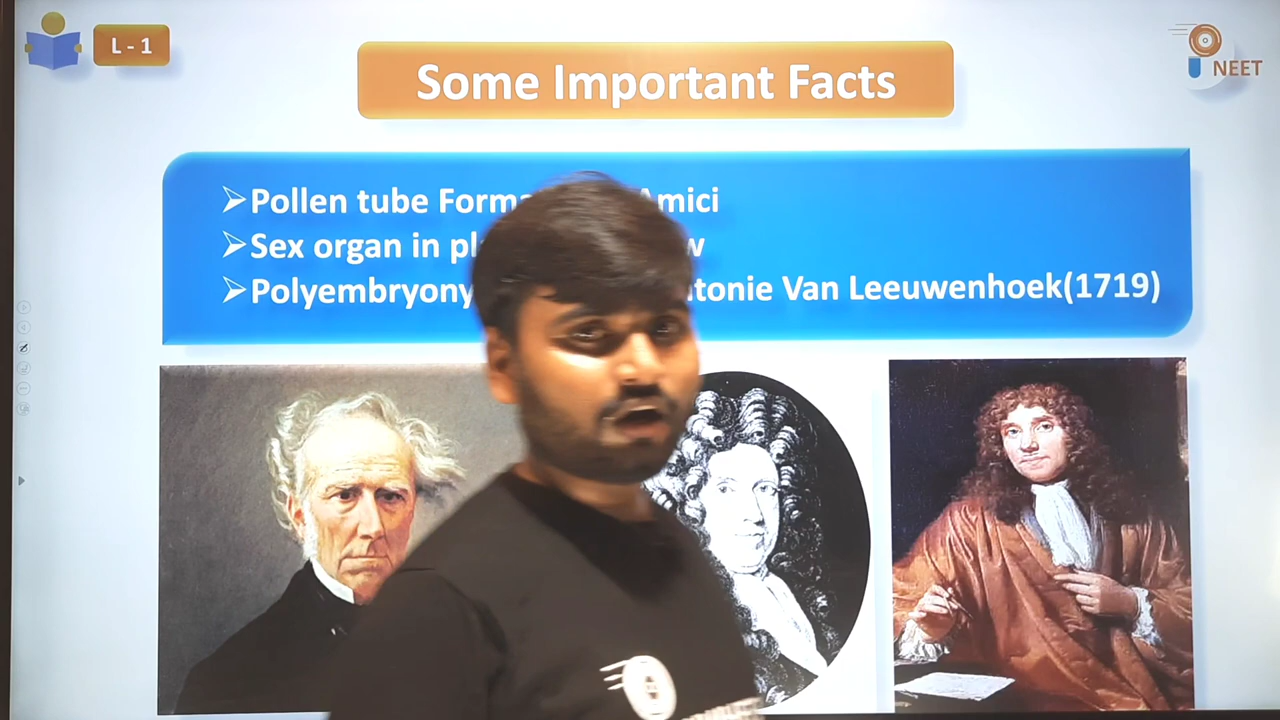 L - 1
NEET
Some Important Facts
➢Pollen tube Forma Amici
➢Sex organ in pl w
➢Polyembryony tonie Van Leeuwenhoek(1719)